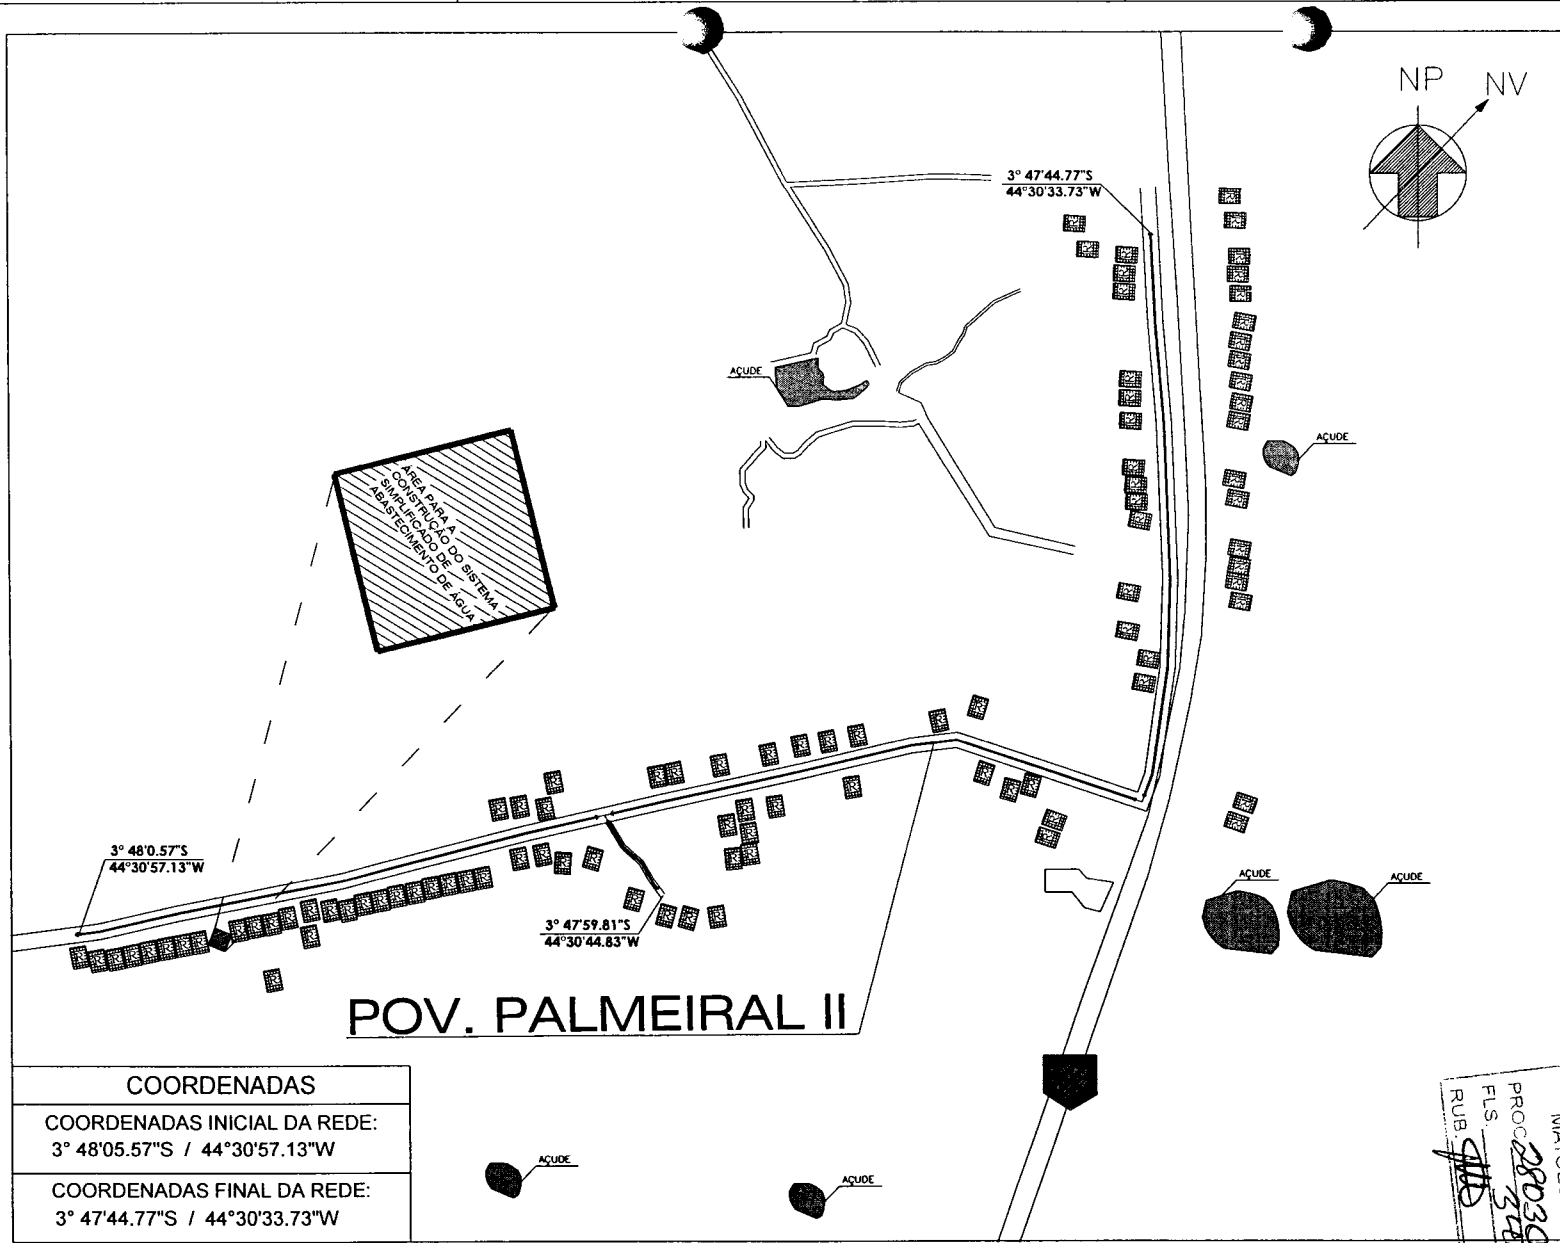 NP NV
3° 47'44.77"S
44°30'33.73"W
AÇUDE
AÇUDE
ÁREA PARA A
CONSTRUÇÃO DO SISTEMA
SIMPLIFICADO DE
ABASTECIMENTO DE ÁGUA
3° 48'0.57"S
44°30'57.13"W
3° 47'59.81"S
44°30'44.83"W
AÇUDE
AÇUDE
POV. PALMEIRAL II
COORDENADAS
COORDENADAS INICIAL DA REDE:
3° 48'05.57"S / 44°30'57.13"W
COORDENADAS FINAL DA REDE:
3° 47'44.77"S / 44°30'33.73"W
AÇUDE
AÇUDE
PROC.
FLS.
RUB.